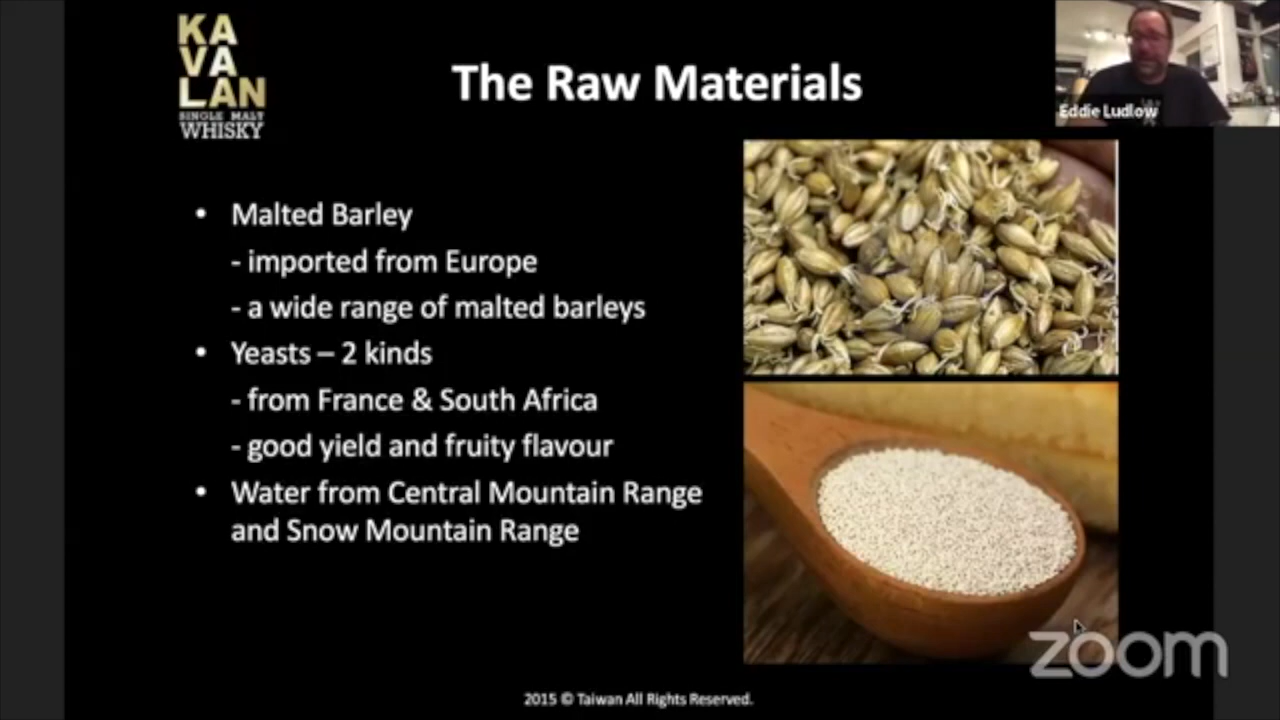 KA
VA
LAN
SINGLE MALT
WHISKY
The Raw Materials
Eddie Ludlow
• Malted Barley
- imported from Europe
- a wide range of malted barleys
• Yeasts – 2 kinds
- from France & South Africa
- good yield and fruity flavour
• Water from Central Mountain Range
and Snow Mountain Range
zoom
2015 © Taiwan All Rights Reserved.